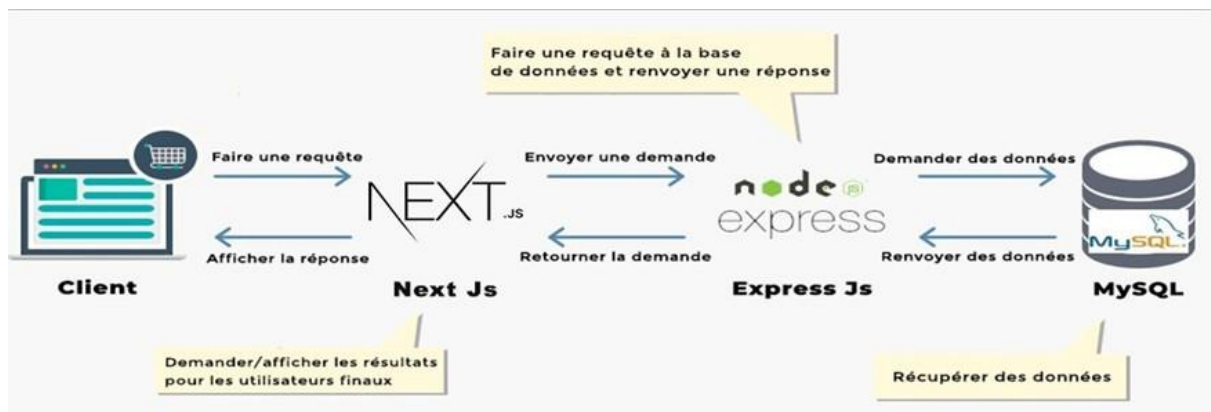 Faire une requête à la base
de données et renvoyer une réponse
Faire une requête
Envoyer une demande
Demander des données
NEXT.JS
node JS
express
MySQL
Afficher la réponse
Retourner la demande
Renvoyer des données
Client
Next Js
Express Js
MySQL
Demander/afficher les résultats
pour les utilisateurs finaux
Récupérer des données